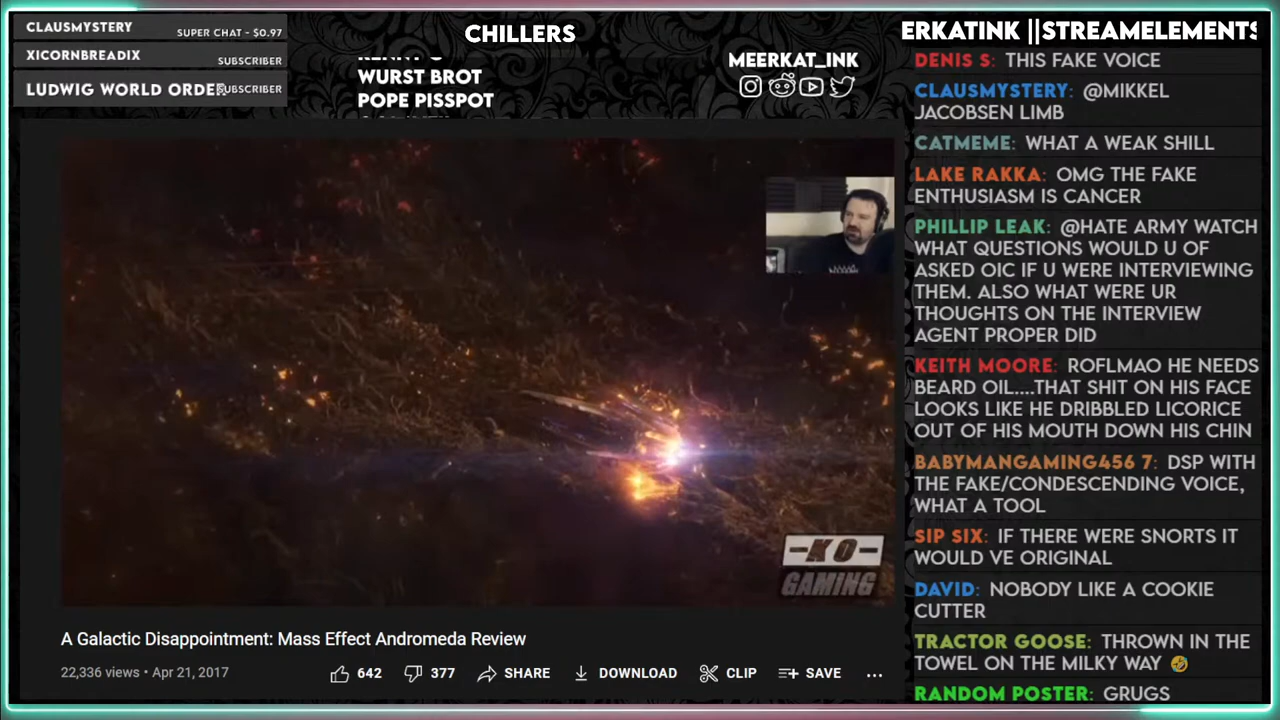 CLAUSMYSTERY
SUPER CHAT - $0.97
XICORNBREADIX
SUBSCRIBER
LUDWIG WORLD ORDE
SUBSCRIBER
CHILLERS
WURST BROT
POPE PISSPOT
MEERKAT_INK
ERKATINK ||STREAMELEMENTS
DENIS S: THIS FAKE VOICE
CLAUSMYSTERY: @MIKKEL
JACOBSEN LIMB
CATMEME: WHAT A WEAK SHILL
LAKE RAKKA: OMG THE FAKE
ENTHUSIASM IS CANCER
PHILLIP LEAK: @HATE ARMY WATCH
WHAT QUESTIONS WOULD U OF
ASKED OIC IF U WERE INTERVIEWING
THEM. ALSO WHAT WERE UR
THOUGHTS ON THE INTERVIEW
AGENT PROPER DID
KEITH MOORE: ROFLMAO HE NEEDS
BEARD OIL....THAT SHIT ON HIS FACE
LOOKS LIKE HE DRIBBLED LICORICE
OUT OF HIS MOUTH DOWN HIS CHIN
BABYMANGAMING456 7: DSP WITH
THE FAKE/CONDESCENDING VOICE,
WHAT A TOOL
SIP SIX: IF THERE WERE SNORTS IT
WOULD VE ORIGINAL
DAVID: NOBODY LIKE A COOKIE
CUTTER
TRACTOR GOOSE: THROWN IN THE
TOWEL ON THE MILKY WAY 🤣
RANDOM POSTER: GRUGS
-KO-
GAMING
A Galactic Disappointment: Mass Effect Andromeda Review
22,336 views • Apr 21, 2017
642
377
SHARE
DOWNLOAD
CLIP
SAVE
...